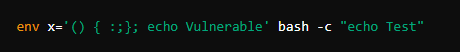 env x='() { :;}; echo Vulnerable' bash -c "echo Test"